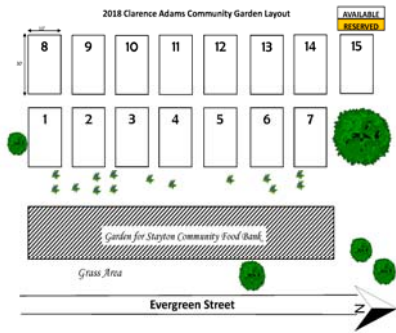 2018 Clarence Adams Community Garden Layout
AVAILABLE
RESERVED
8 9 10 11 12 13 14 15
1 2 3 4 5 6 7
Garden for Stayton Community Food Bank
Grass Area
Evergreen Street
N